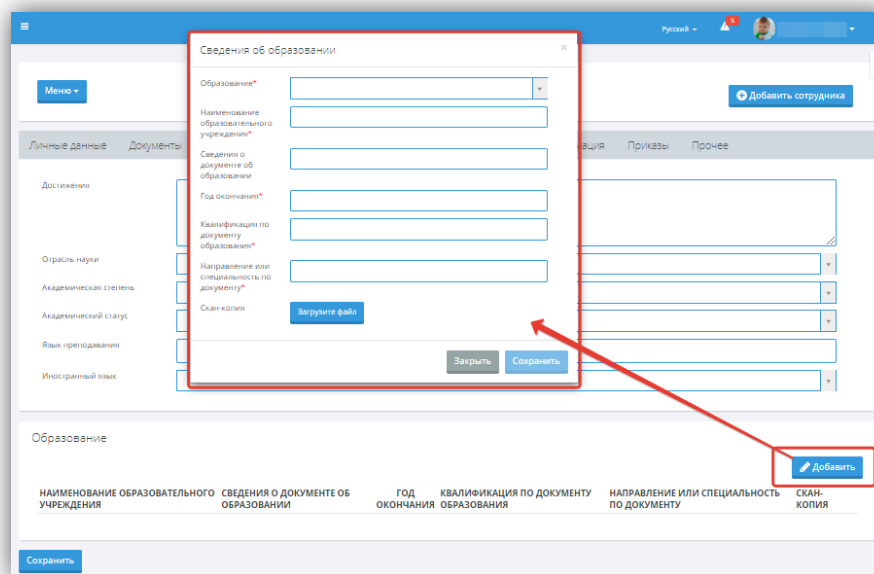 Русский
5
Сведения об образовании
×
Меню
Добавить сотрудника
Образование*
Наименование
образовательного
учреждения*
Сведения о
документе об
образовании
Год окончания*
Квалификация по
документу
образования*
Направление или
специальность по
документу*
Скан-копия
Загрузите файл
Закрыть
Сохранить
Личные данные
Документы
Приказы
Прочее
Достижения
Отрасль науки
Академическая степень
Академический статус
Язык преподавания
Иностранный язык
Образование
Добавить
НАИМЕНОВАНИЕ ОБРАЗОВАТЕЛЬНОГО
УЧРЕЖДЕНИЯ
СВЕДЕНИЯ О ДОКУМЕНТЕ ОБ
ОБРАЗОВАНИИ
ГОД
ОКОНЧАНИЯ
КВАЛИФИКАЦИЯ ПО ДОКУМЕНТУ
ОБРАЗОВАНИЯ
НАПРАВЛЕНИЕ ИЛИ СПЕЦИАЛЬНОСТЬ
ПО ДОКУМЕНТУ
СКАН-
КОПИЯ
Сохранить